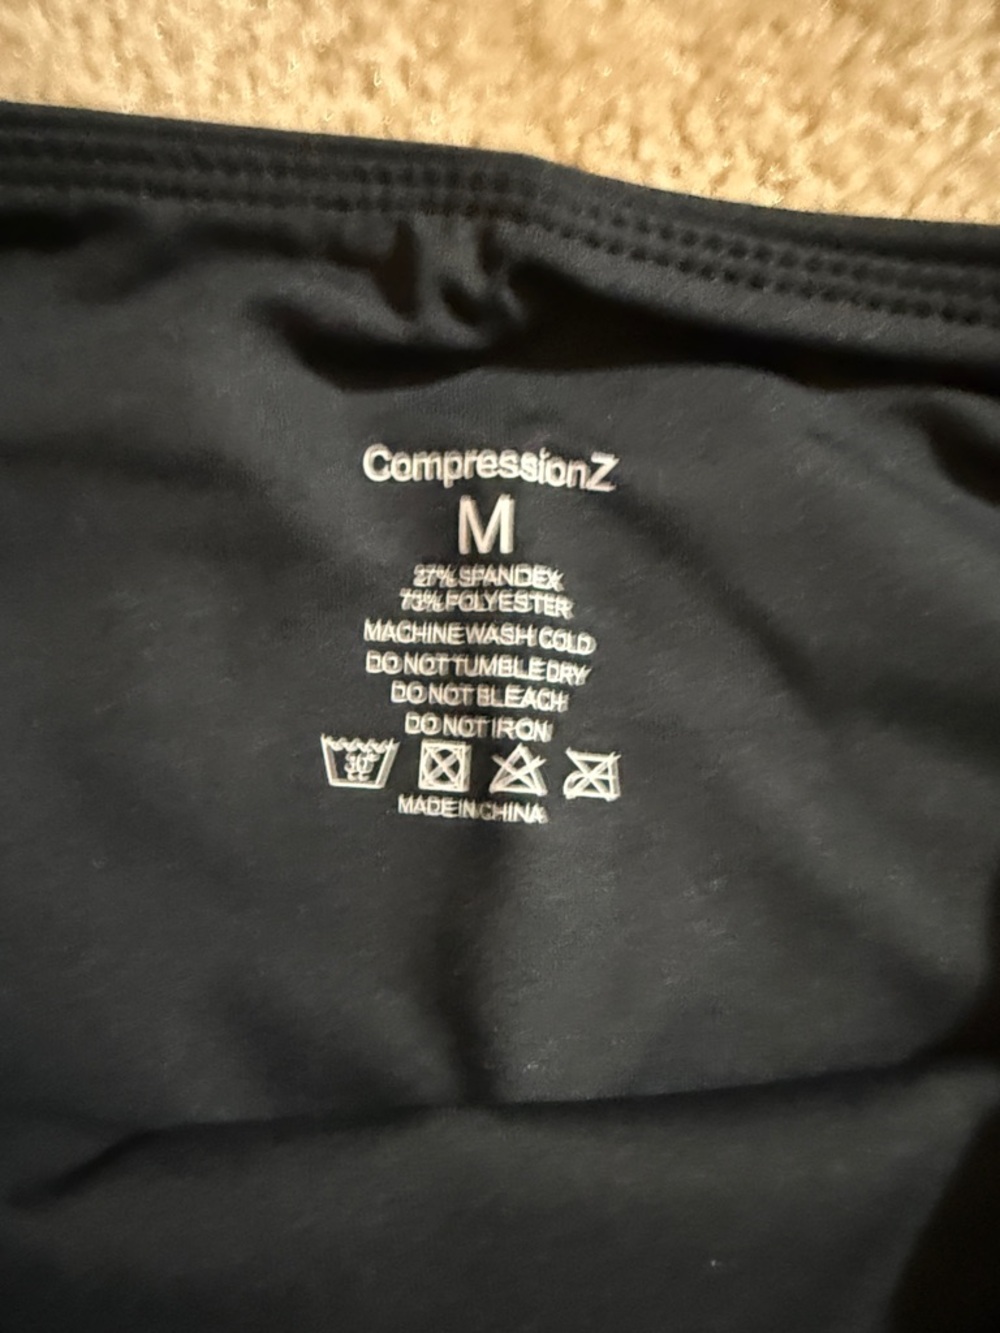 CompressionZ
M
27% SPANDEX
73% POLYESTER
MACHINE WASH COLD
DO NOT TUMBLE DRY
DO NOT BLEACH
DO NOT IRON
30°
MADE IN CHINA